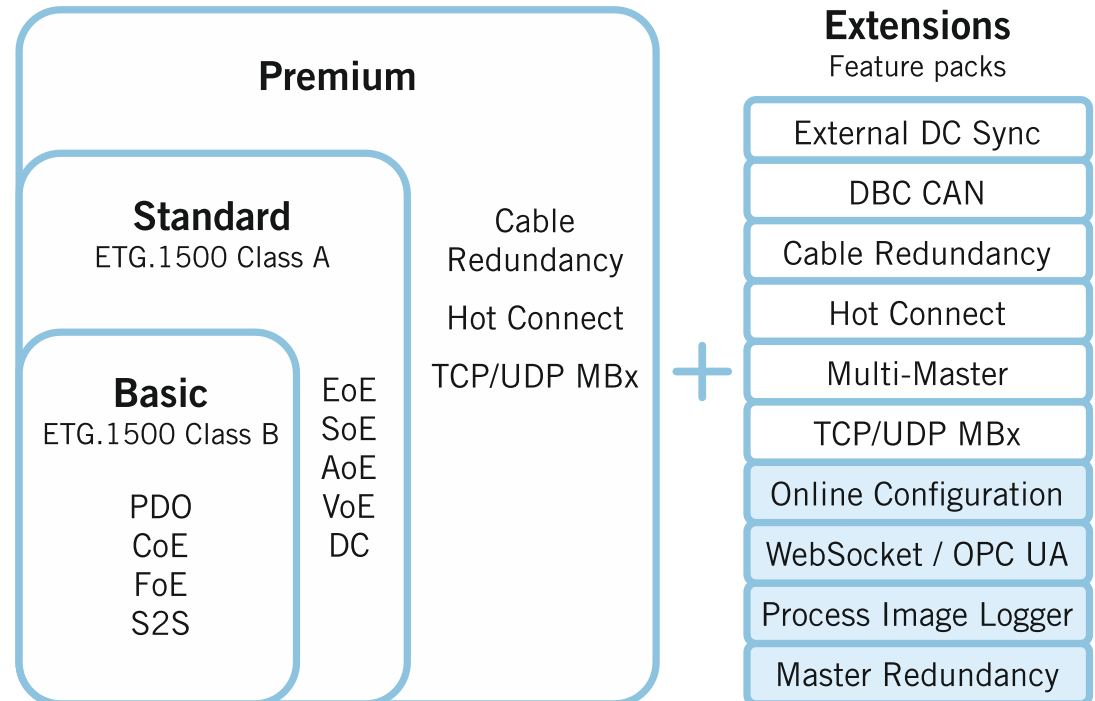 Premium
Standard
ETG.1500 Class A
Basic
ETG.1500 Class B
PDO
CoE
FoE
S2S
EoE
SoE
AoE
VoE
DC
Cable
Redundancy
Hot Connect
TCP/UDP MBx
+
Extensions
Feature packs
External DC Sync
DBC CAN
Cable Redundancy
Hot Connect
Multi-Master
TCP/UDP MBx
Online Configuration
WebSocket / OPC UA
Process Image Logger
Master Redundancy